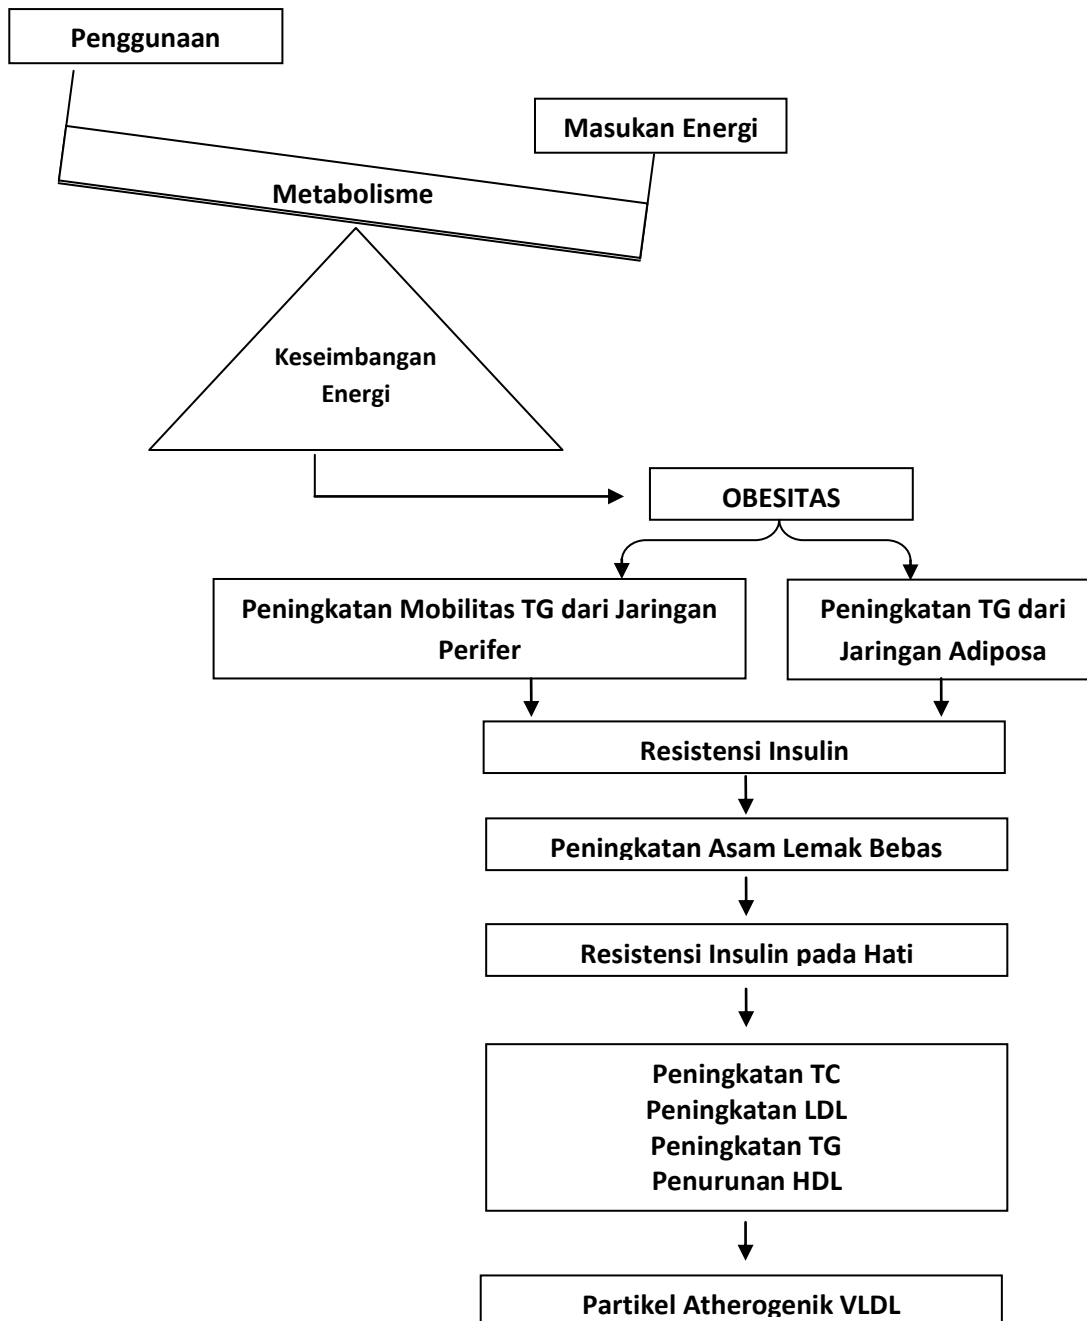 Penggunaan
Masukan Energi
Metabolisme
Keseimbangan
Energi
OBESITAS
Peningkatan Mobilitas TG dari Jaringan
Perifer
Peningkatan TG dari
Jaringan Adiposa
Resistensi Insulin
Peningkatan Asam Lemak Bebas
Resistensi Insulin pada Hati
Peningkatan TC
Peningkatan LDL
Peningkatan TG
Penurunan HDL
Partikel Atherogenik VLDL